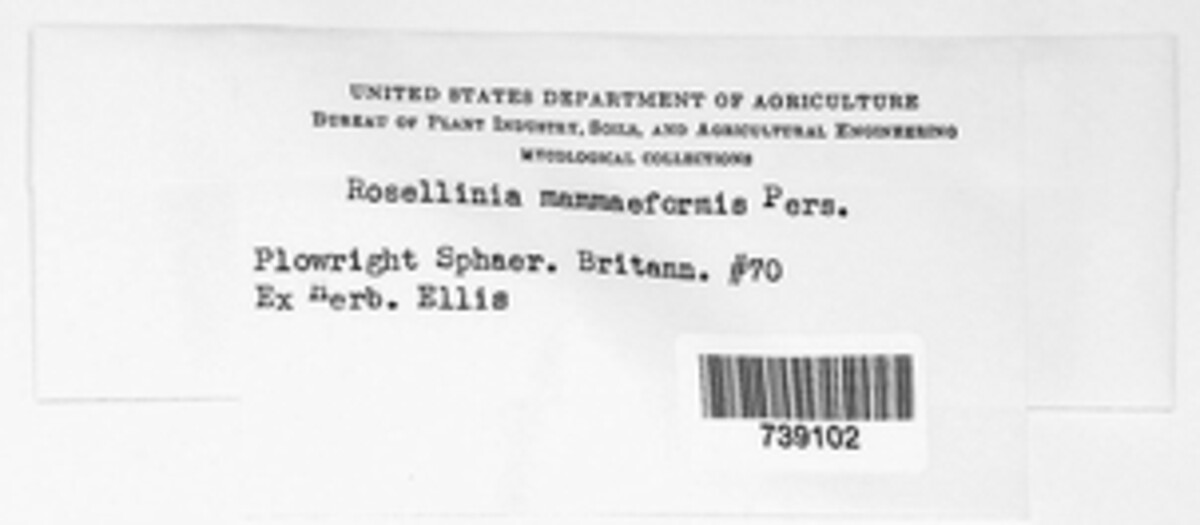 UNITED STATES DEPARTMENT OF AGRICULTURE
BUREAU OF PLANT INDUSTRY, SOILS, AND AGRICULTURAL ENGINEERING
MYCOLOGICAL COLLECTIONS
Rosellinia mammaeformis Pers.
Plowright Sphaer. Britann. #70
Ex Herb. Ellis
739102